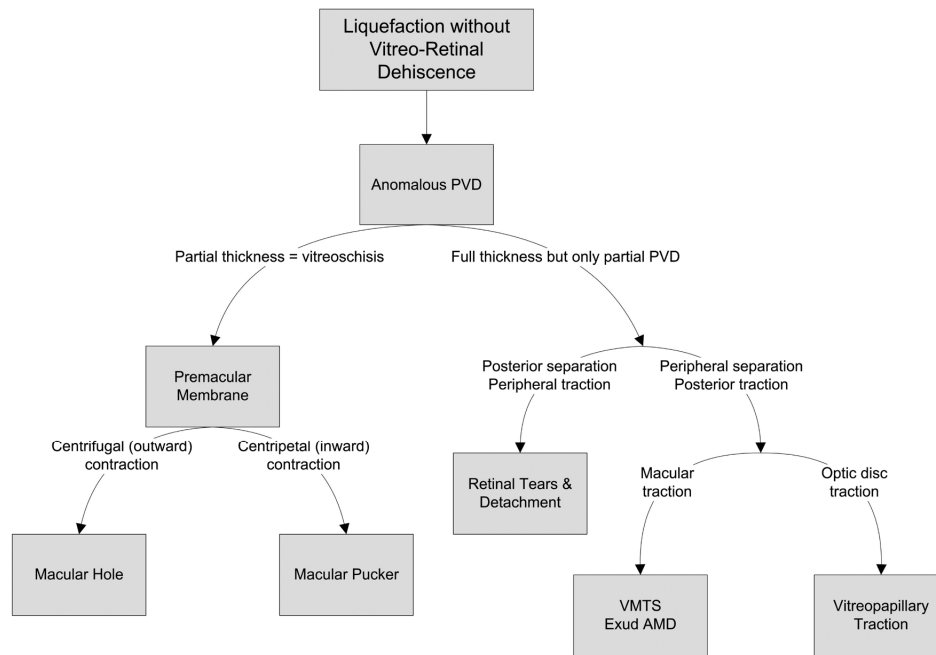 Liquefaction without
Vitreo-Retinal
Dehiscence
Anomalous PVD
Partial thickness = vitreoschisis
Full thickness but only partial PVD
Premacular
Membrane
Posterior separation
Peripheral traction
Peripheral separation
Posterior traction
Centrifugal (outward)
contraction
Centripetal (inward)
contraction
Retinal Tears &
Detachment
Macular
traction
Optic disc
traction
Macular Hole
Macular Pucker
VMTS
Exud AMD
Vitreopapillary
Traction